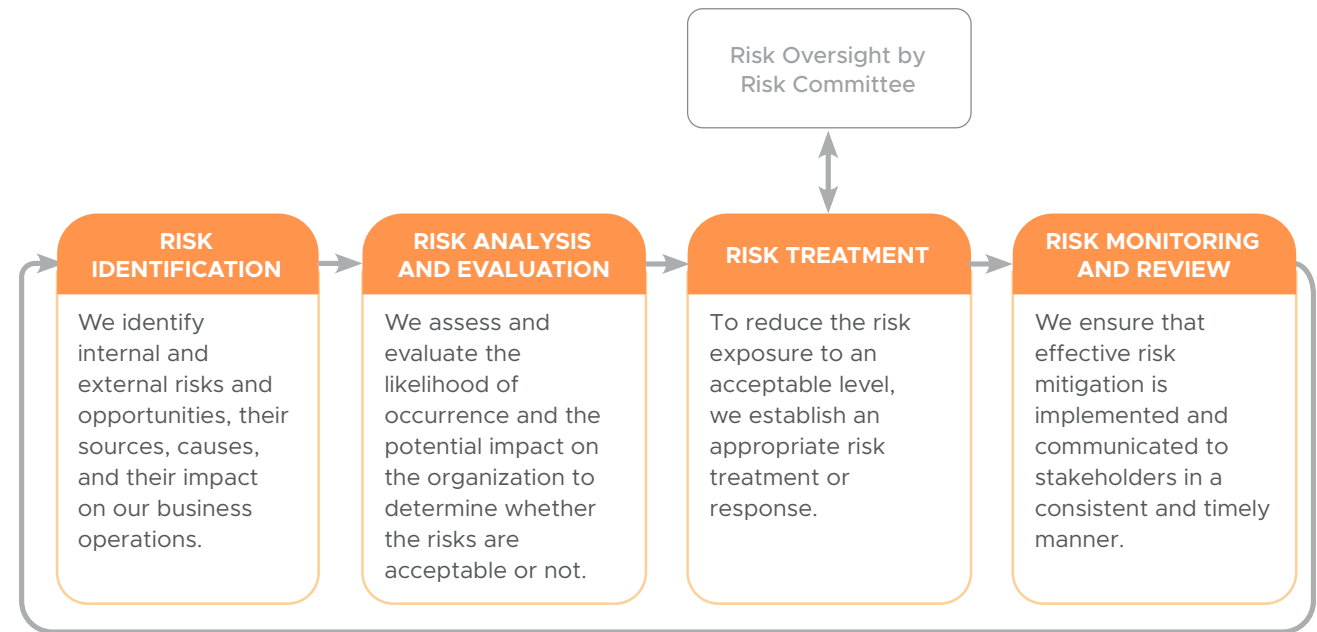 Risk Oversight by
Risk Committee
RISK
IDENTIFICATION
We identify
internal and
external risks and
opportunities, their
sources, causes,
and their impact
on our business
operations.
RISK ANALYSIS
AND EVALUATION
We assess and
evaluate the
likelihood of
occurrence and the
potential impact on
the organization to
determine whether
the risks are
acceptable or not.
RISK TREATMENT
To reduce the risk
exposure to an
acceptable level,
we establish an
appropriate risk
treatment or
response.
RISK MONITORING
AND REVIEW
We ensure that
effective risk
mitigation is
implemented and
communicated to
stakeholders in a
consistent and timely
manner.